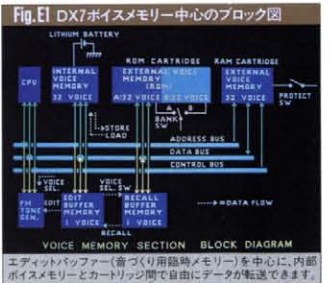 Fig.E1 DX7ボイスメモリー中心のブロック図
LITHIUM BATTERY
ROM CARTRIDGE
RAM CARTRIDGE
CPU
INTERNAL VOICE MEMORY 32 VOICE
EXTERNAL VOICE MEMORY (ROM)
A:32 VOICE B:32 VOICE
EXTERNAL VOICE MEMORY 32 VOICE
PROTECT SW
A B
BANK SW
STORE
LOAD
ADDRESS BUS
DATA BUS
CONTROL BUS
VOICE SEL.
VOICE SEL. SW
FM TONE GEN.
EDIT
EDIT BUFFER MEMORY 1 VOICE
RECALL BUFFER MEMORY 1 VOICE
RECALL
=DATA FLOW
VOICE MEMORY SECTION BLOCK DIAGRAM
エディットバッファー(音づくり用臨時メモリー)を中心に、内部
ボイスメモリーとカートリッジ間で自由にデータが転送できます。